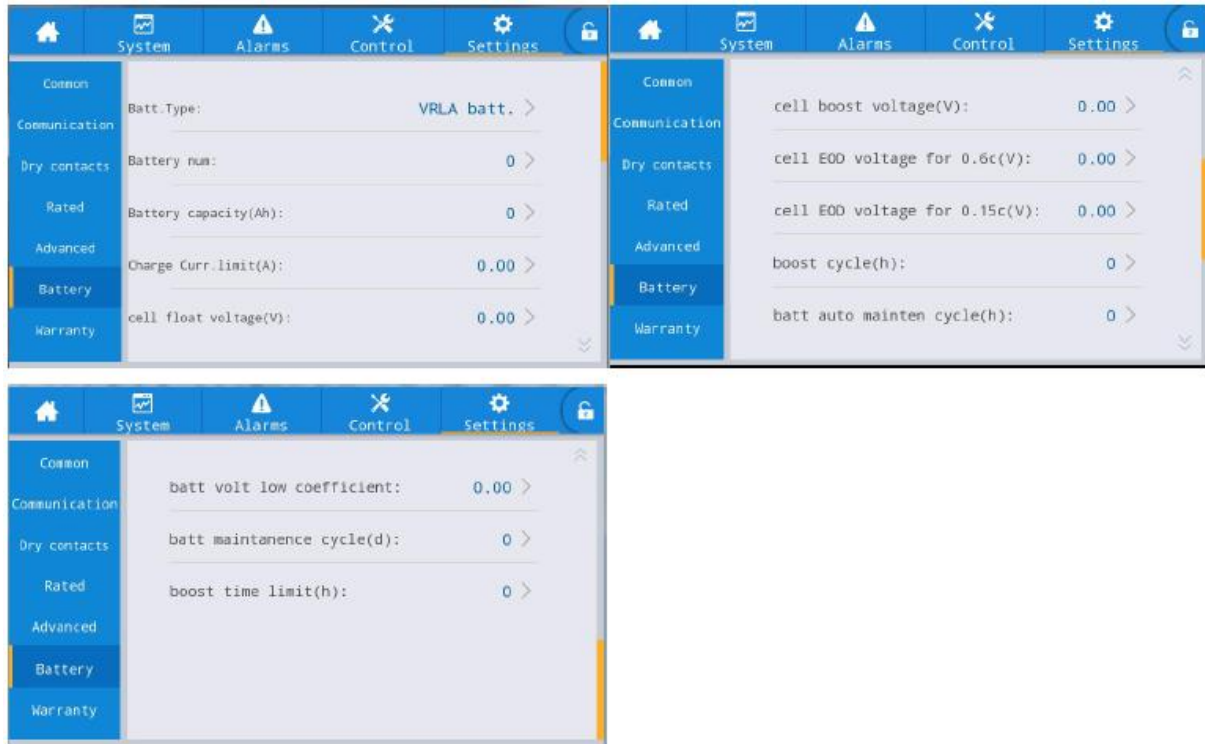 System Alarms Control Settings
Common
Communication
Dry contacts
Rated
Advanced
Battery
Warranty
Batt.Type: VRLA batt.
Battery num: 0
Battery capacity(Ah): 0
Charge Curr.limit(A): 0.00
cell float voltage(V): 0.00
System Alarms Control Settings
Common
Communication
Dry contacts
Rated
Advanced
Battery
Warranty
cell boost voltage(V): 0.00
cell EOD voltage for 0.6c(V): 0.00
cell EOD voltage for 0.15c(V): 0.00
boost cycle(h): 0
batt auto mainten cycle(h): 0
System Alarms Control Settings
Common
Communication
Dry contacts
Rated
Advanced
Battery
Warranty
batt volt low coefficient: 0.00
batt maintanence cycle(d): 0
boost time limit(h): 0